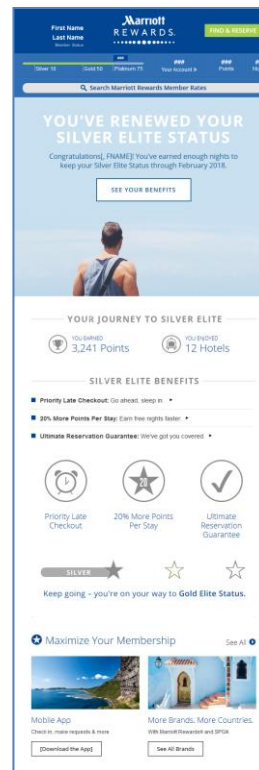 First Name
Last Name
Member Status
Marriott
REWARDS.
FIND & RESERVE
###
Silver 10
Gold 50
Platinum 75
###
Your Account #
###
Points
Search Marriott Rewards Member Rates
YOU'VE RENEWED YOUR
SILVER ELITE STATUS
Congratulations[, FNAME]! You've earned enough nights to
keep your Silver Elite Status through February 2018.
SEE YOUR BENEFITS
YOUR JOURNEY TO SILVER ELITE
YOU EARNED
3,241 Points
YOU ENJOYED
12 Hotels
SILVER ELITE BENEFITS
Priority Late Checkout: Go ahead, sleep in.
20% More Points Per Stay: Earn free nights faster.
Ultimate Reservation Guarantee: We've got you covered.
20
Priority Late
Checkout
20% More Points
Per Stay
Ultimate
Reservation
Guarantee
SILVER
Keep going – you're on your way to Gold Elite Status.
Maximize Your Membership
See All
Mobile App
Check in, make requests & more
[Download the App]
More Brands. More Countries.
With Marriott Rewards® and SPG®
See All Brands